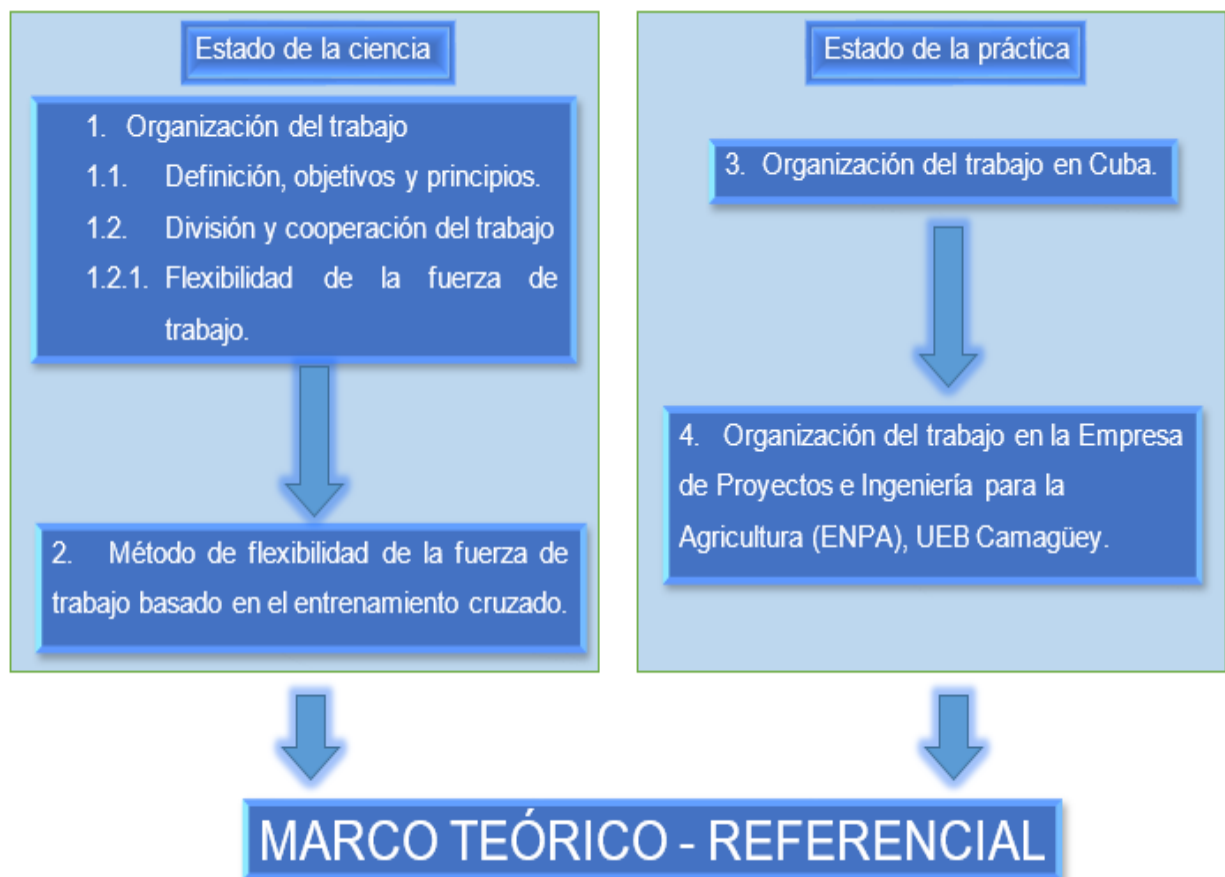 Estado de la ciencia
1. Organización del trabajo
1.1. Definición, objetivos y principios.
1.2. División y cooperación del trabajo
1.2.1. Flexibilidad de la fuerza de
trabajo.
2. Método de flexibilidad de la fuerza de
trabajo basado en el entrenamiento cruzado.
Estado de la práctica
3. Organización del trabajo en Cuba.
4. Organización del trabajo en la Empresa
de Proyectos e Ingeniería para la
Agricultura (ENPA), UEB Camagüey.
MARCO TEÓRICO - REFERENCIAL